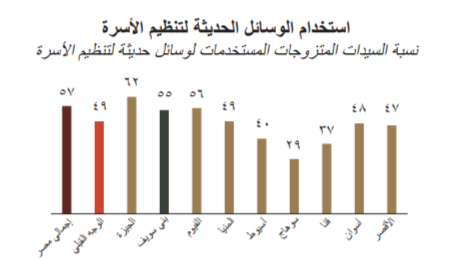 استخدام الوسائل الحديثة لتنظيم الأسرة
نسبة السيدات المتزوجات المستخدمات لوسائل حديثة لتنظيم الأسرة
٥٧ ٤٩ ٦٢ ٥٥ ٥٦ ٤٩ ٤٠ ٢٩ ٣٧ ٤٨ ٤٧
إجمالي مصر الوجه القبلي الجيزة بني سويف الفيوم المنيا أسيوط سوهاج قنا أسوان الأقصر